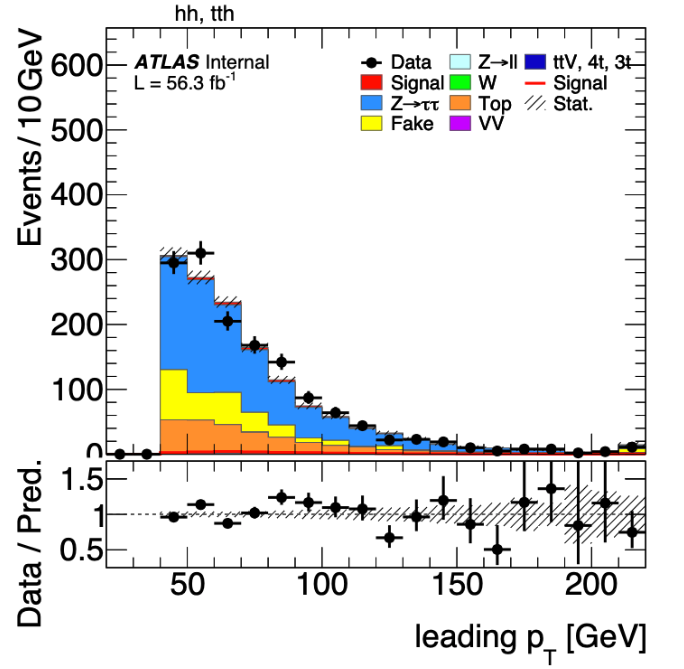 hh, tth
ATLAS Internal
L = 56.3 fb-1
Data
Signal
Z→ττ
Fake
Z→ll
W
Top
VV
ttV, 4t, 3t
Signal
Stat.
Events / 10 GeV
600
500
400
300
200
100
0
Data / Pred.
1.5
1
0.5
50
100
150
200
leading pT [GeV]